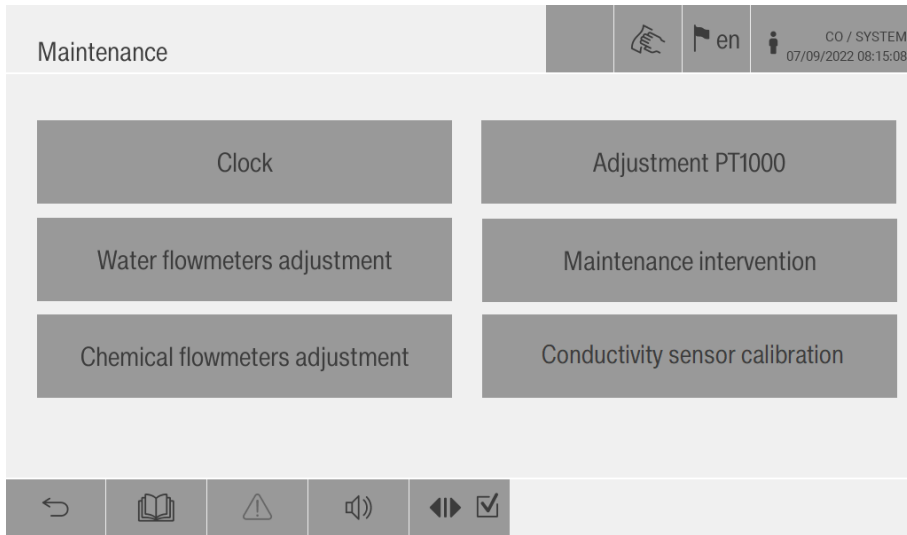 Maintenance
en
CO / SYSTEM
07/09/2022 08:15:08
Clock
Adjustment PT1000
Water flowmeters adjustment
Maintenance intervention
Chemical flowmeters adjustment
Conductivity sensor calibration